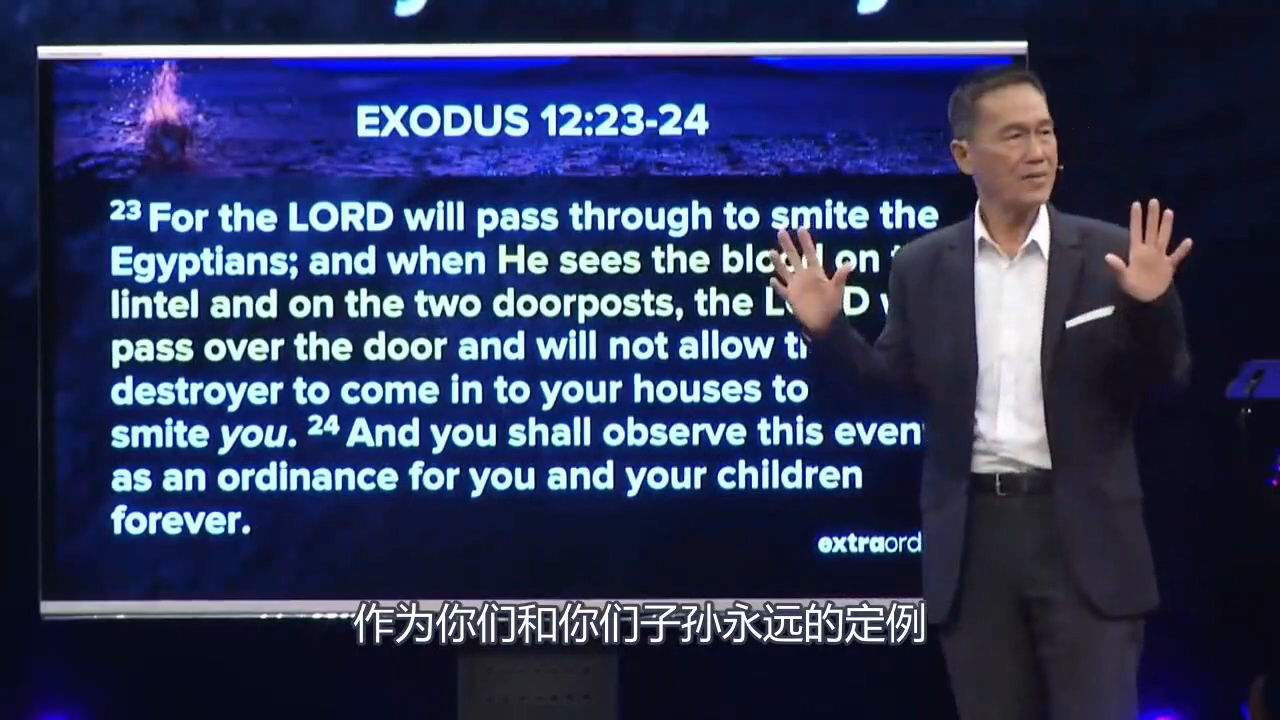 EXODUS 12:23-24
23 For the LORD will pass through to smite the
Egyptians; and when He sees the blood on
lintel and on the two doorposts, the LORD
pass over the door and will not allow
destroyer to come in to your houses to
smite you. 24 And you shall observe this even
as an ordinance for you and your children
forever.
extraord
作为你们和你们子孙永远的定例